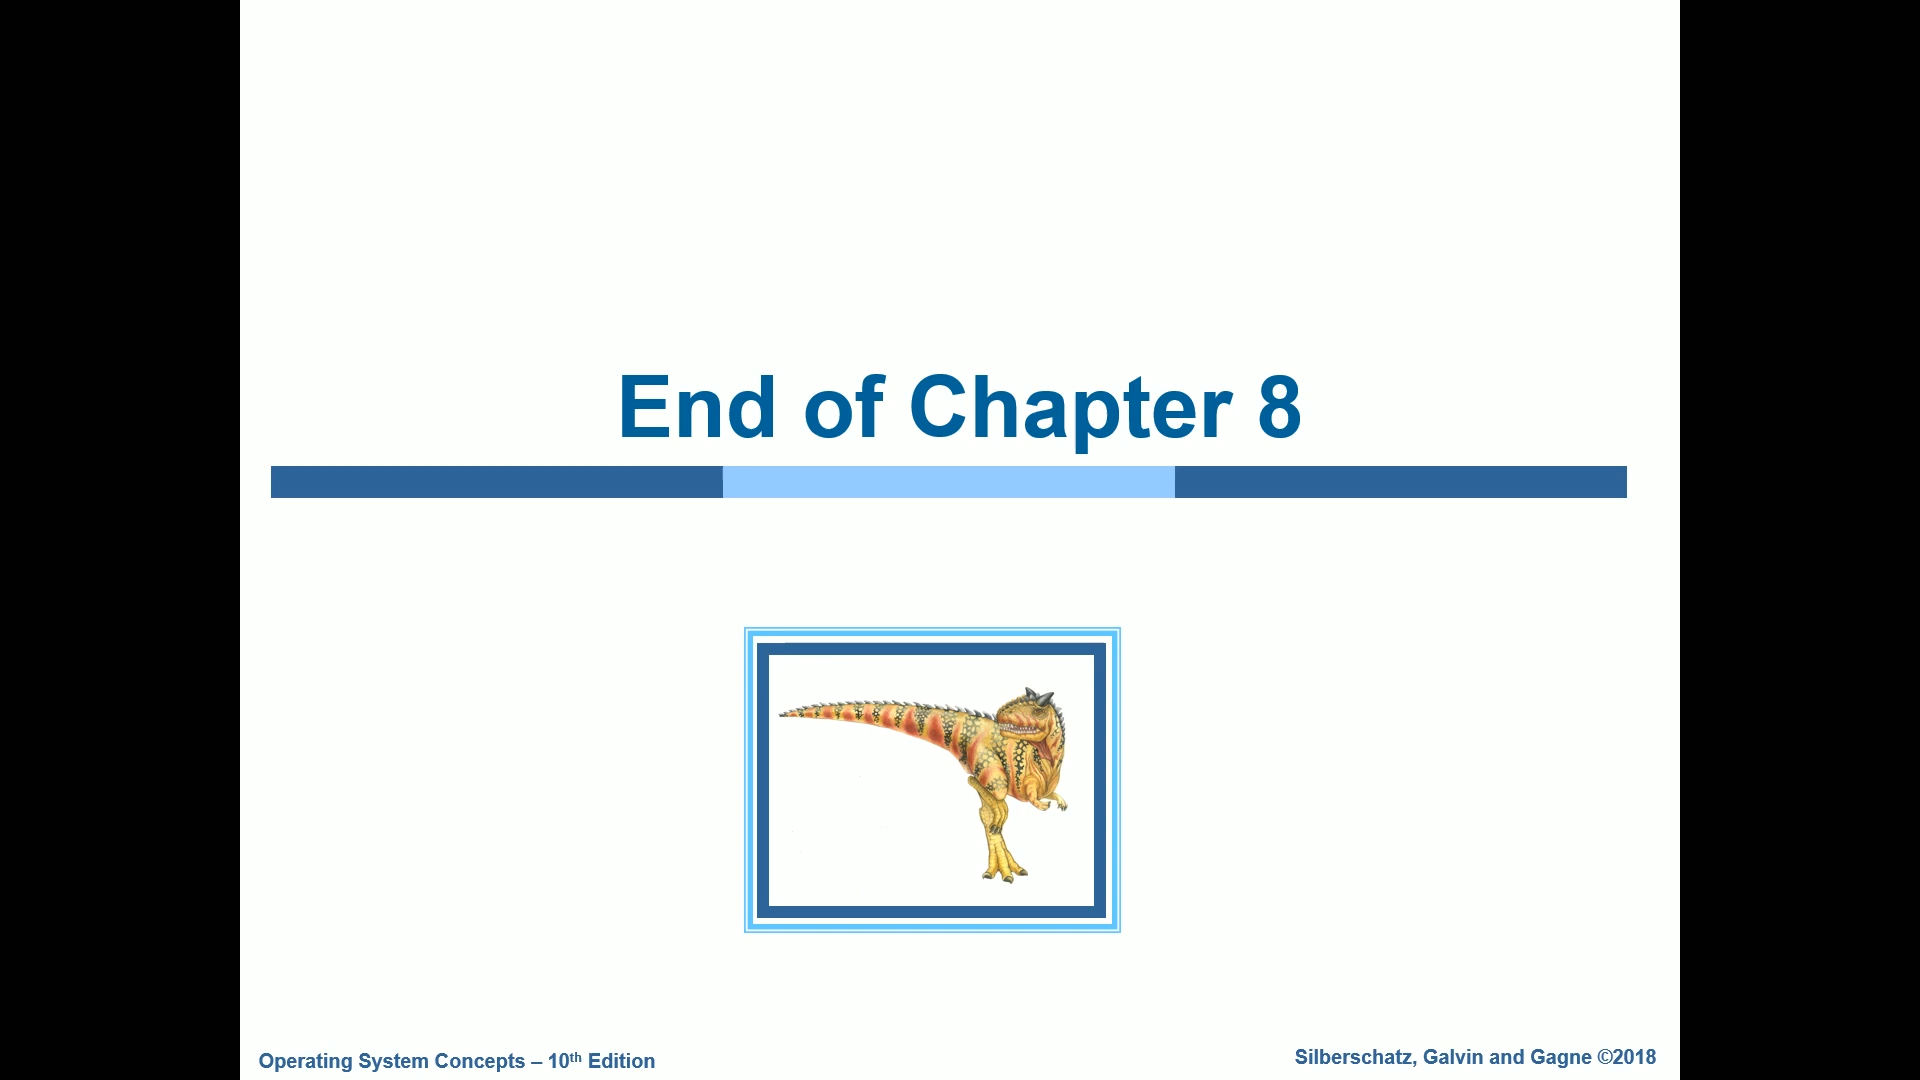 End of Chapter 8
Operating System Concepts – 10th Edition
Silberschatz, Galvin and Gagne ©2018